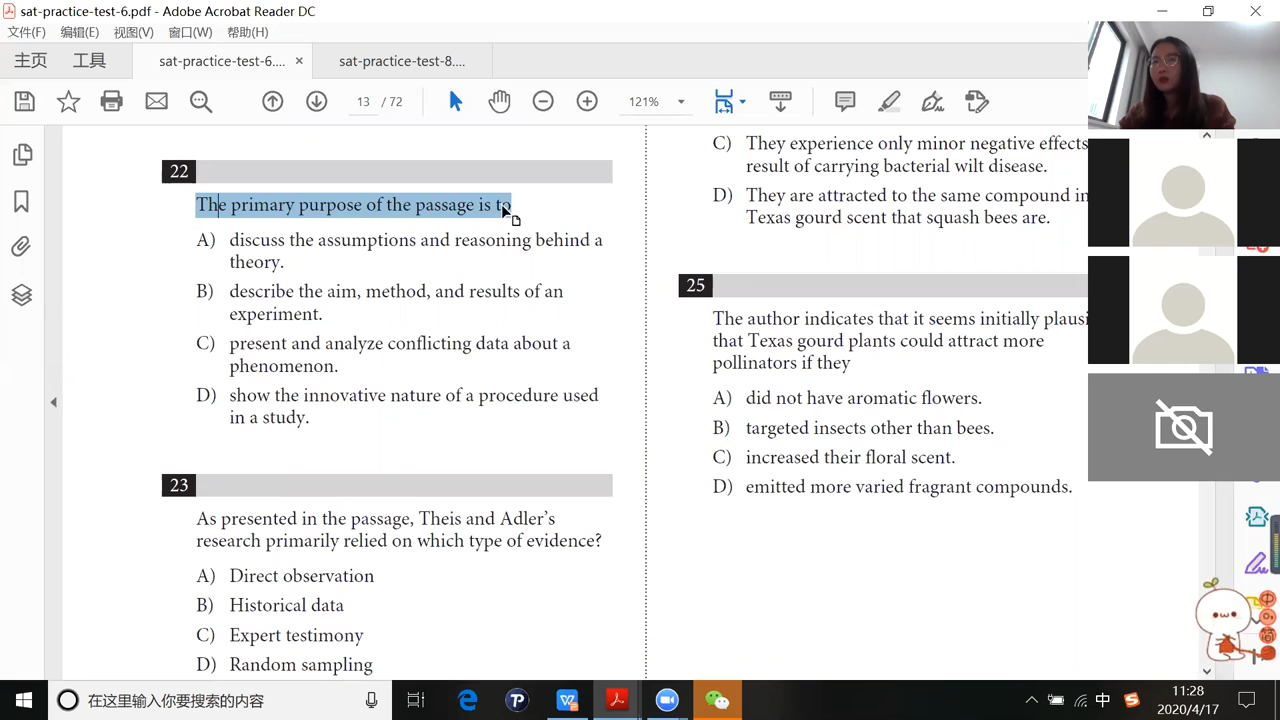 sat-practice-test-6.pdf - Adobe Acrobat Reader DC
文件(F) 编辑(E) 视图(V) 窗口(W) 帮助(H)
主页 工具 sat-practice-test-6.... × sat-practice-test-8....
13 / 72 121%
22
The primary purpose of the passage is to
A) discuss the assumptions and reasoning behind a
theory.
B) describe the aim, method, and results of an
experiment.
C) present and analyze conflicting data about a
phenomenon.
D) show the innovative nature of a procedure used
in a study.
23
As presented in the passage, Theis and Adler’s
research primarily relied on which type of evidence?
A) Direct observation
B) Historical data
C) Expert testimony
D) Random sampling
C) They experience only minor negative effects
result of carrying bacterial wilt disease.
D) They are attracted to the same compound in
Texas gourd scent that squash bees are.
25
The author indicates that it seems initially plausi
that Texas gourd plants could attract more
pollinators if they
A) did not have aromatic flowers.
B) targeted insects other than bees.
C) increased their floral scent.
D) emitted more varied fragrant compounds.
中
在这里输入你要搜索的内容
中
11:28
2020/4/17